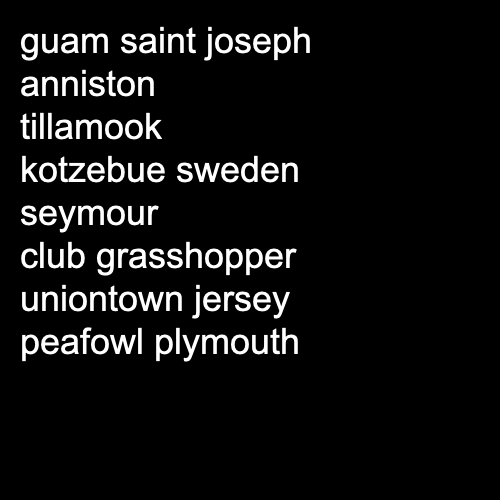 guam saint joseph
anniston
tillamook
kotzebue sweden
seymour
club grasshopper
uniontown jersey
peafowl plymouth